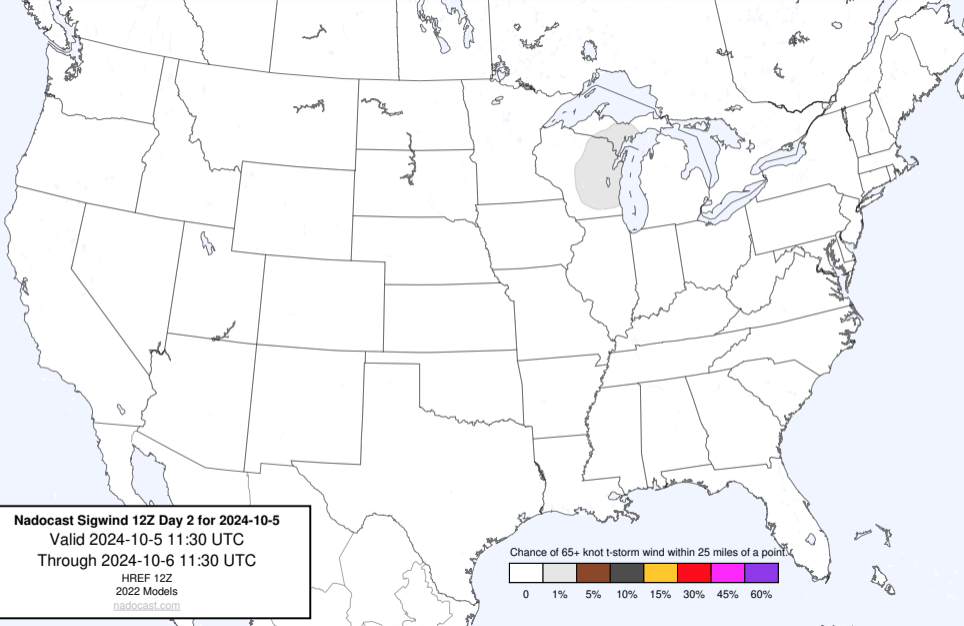 Nadocast Sigwind 12Z Day 2 for 2024-10-5
Valid 2024-10-5 11:30 UTC
Through 2024-10-6 11:30 UTC
HREF 12Z
2022 Models
nadocast.com
Chance of 65+ knot t-storm wind within 25 miles of a point.
0 1% 5% 10% 15% 30% 45% 60%